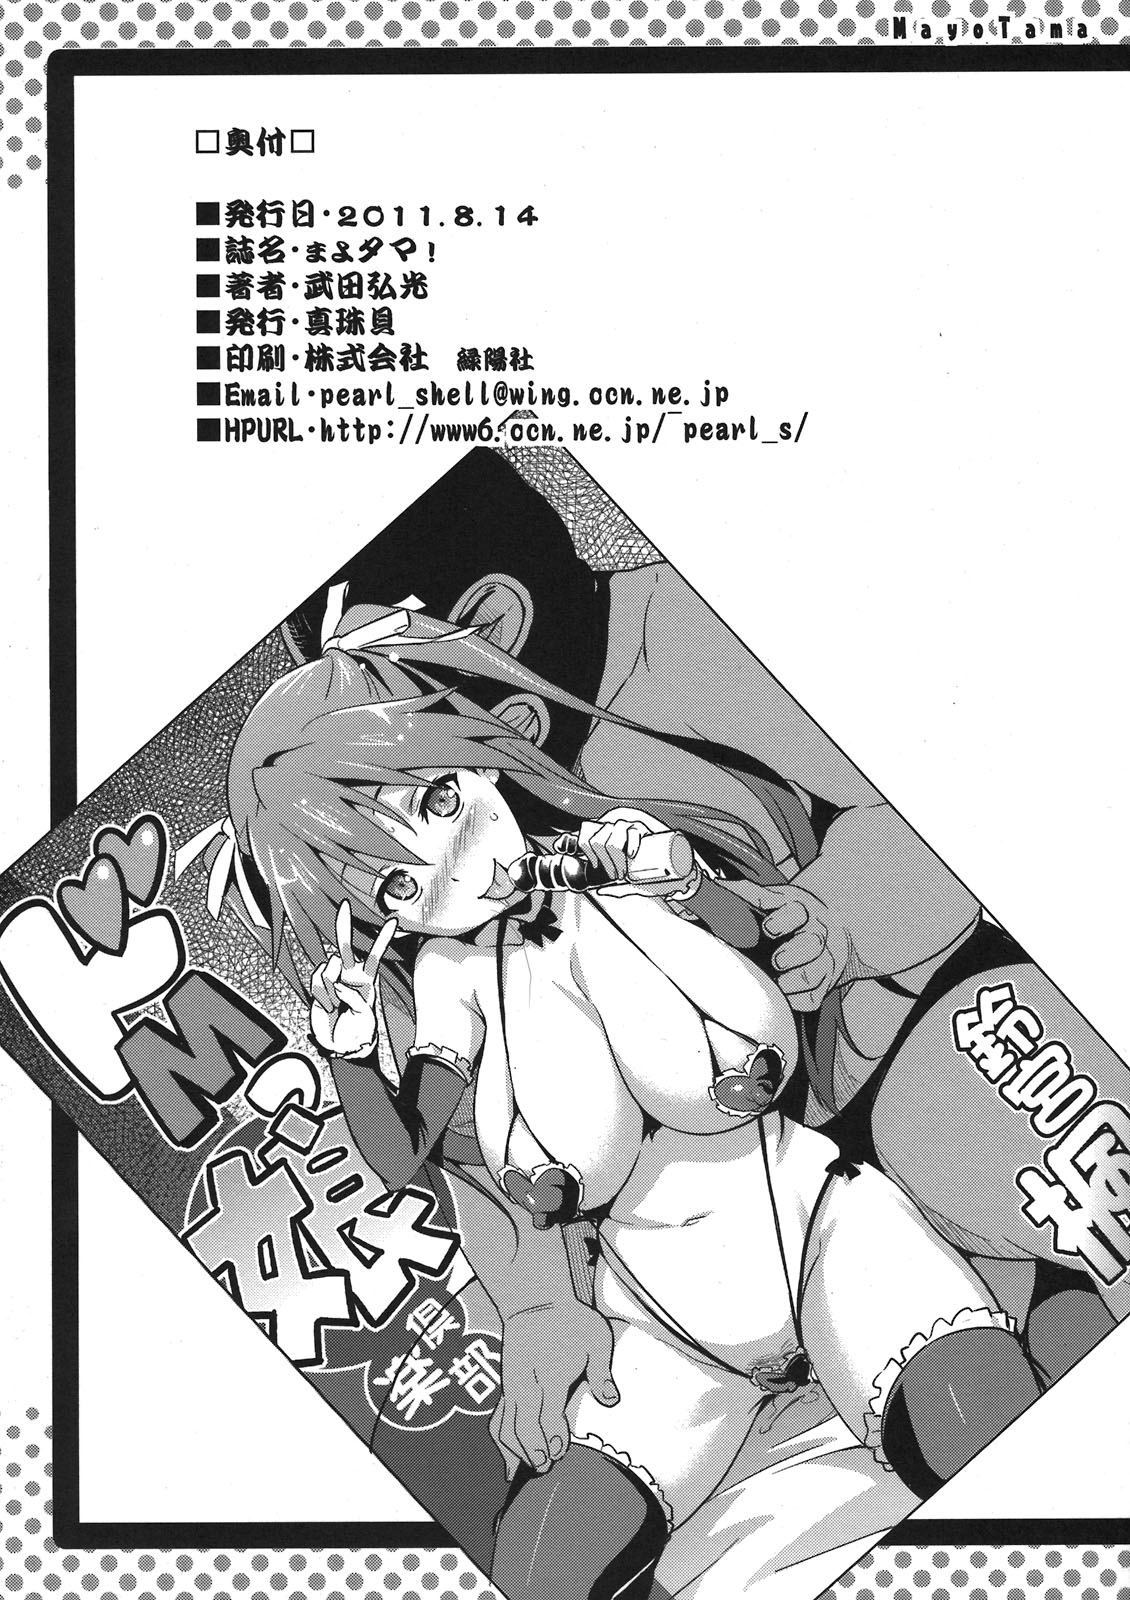 MayoTama
□奥付□
■発行日・2011.8.14
■誌名・まよタマ！
■著者・武田弘光
■発行・真珠貝
■印刷・株式会社　緑陽社
■Email・pearl_shell@wing.ocn.ne.jp
■HPURL・http://www6.ocn.ne.jp/‾pearl_s/
ドMっ娘
倶楽部